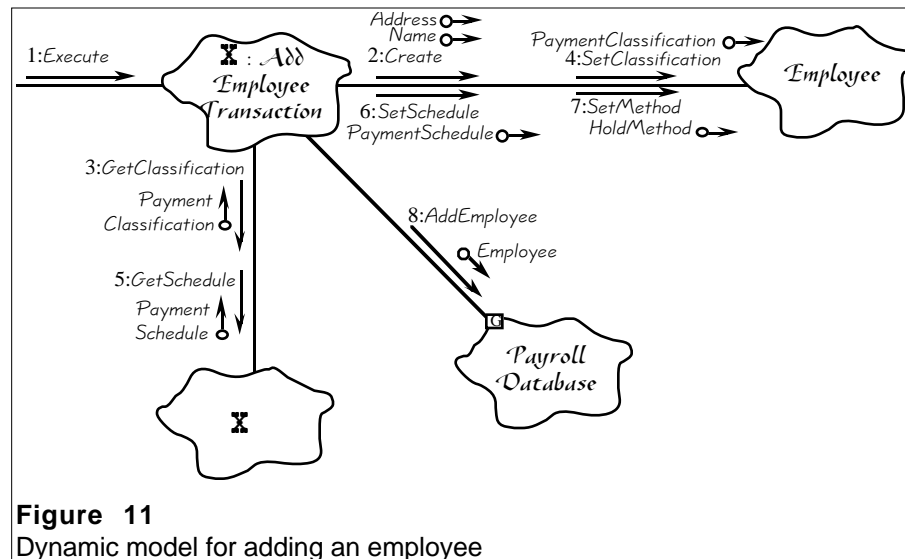 Address
Name
1:Execute
X : Add
Employee
Transaction
2:Create
6:SetSchedule
PaymentSchedule
PaymentClassification
4:SetClassification
7:SetMethod
HoldMethod
Employee
3:GetClassification
Payment
Classification
5:GetSchedule
Payment
Schedule
8:AddEmployee
Employee
G
Payroll
Database
X
Figure 11
Dynamic model for adding an employee